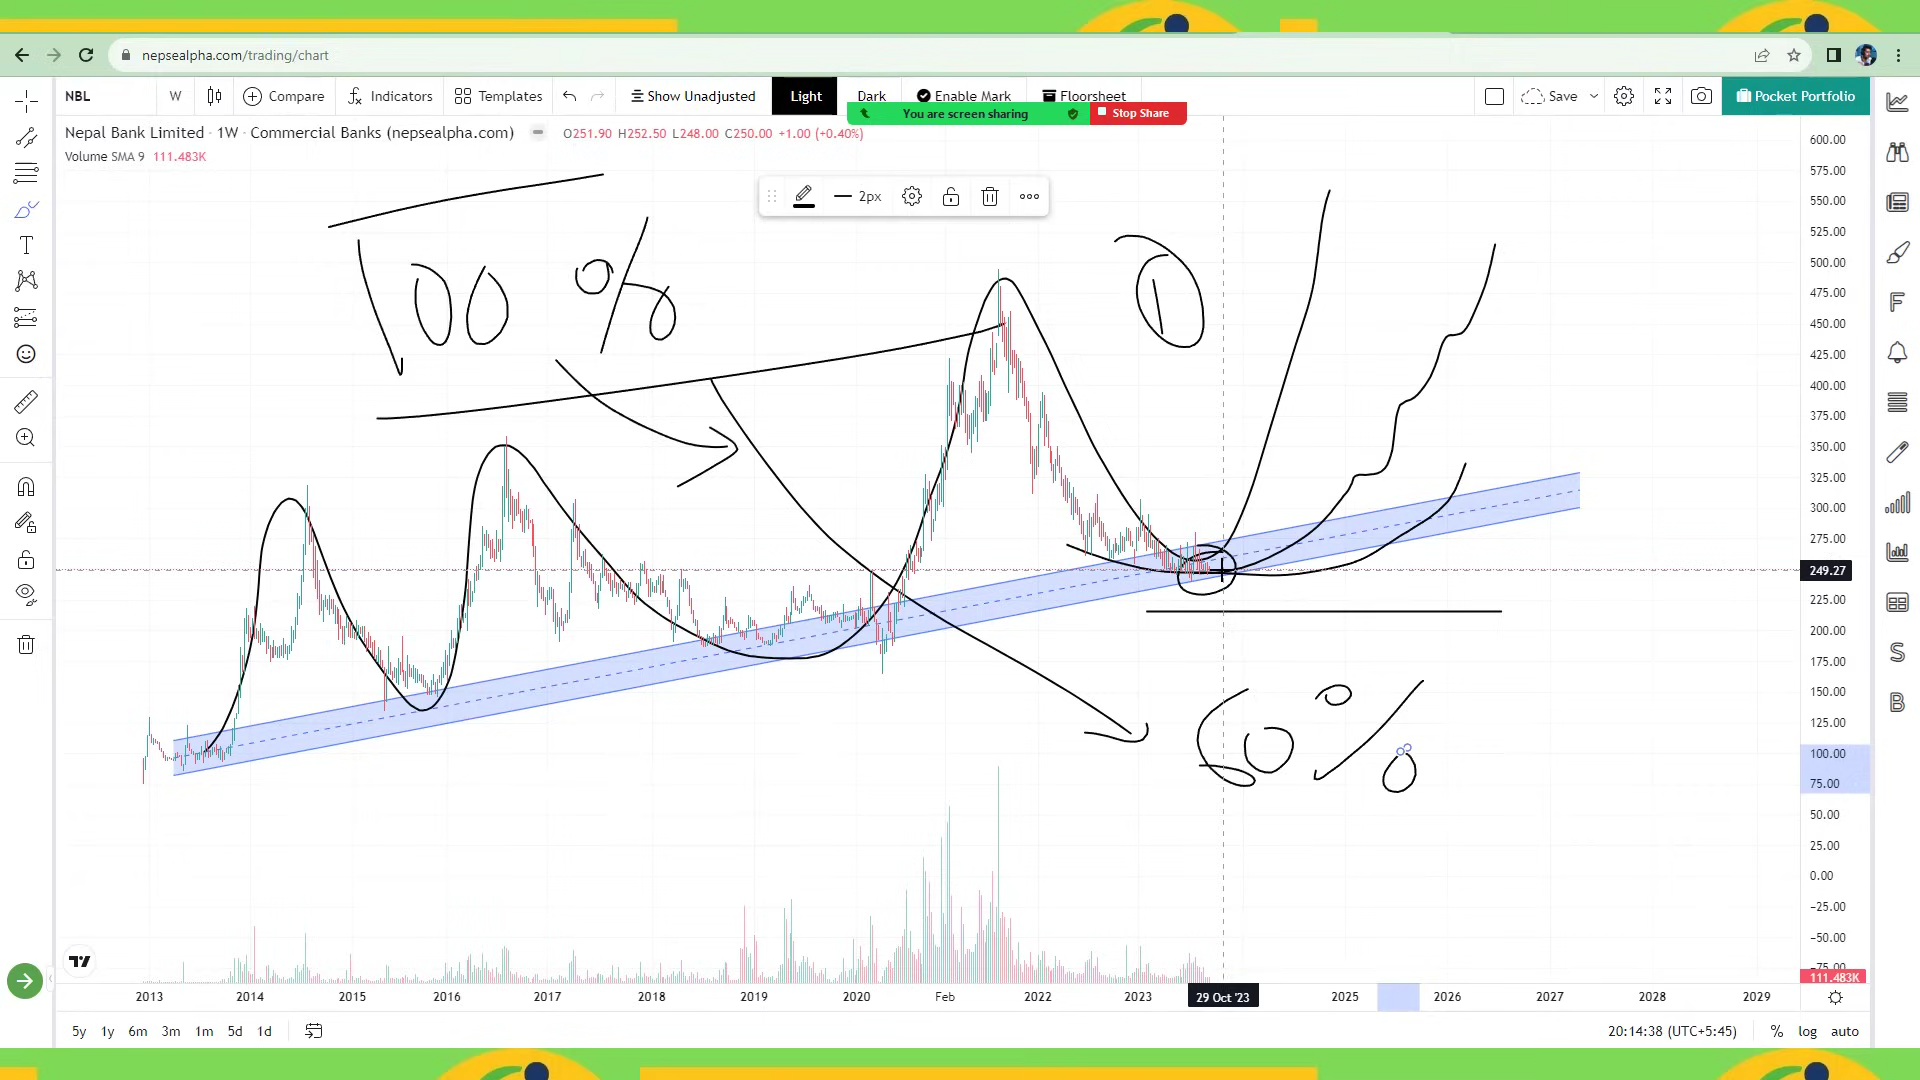 nepsealpha.com/trading/chart
NBL W Compare Indicators Templates Show Unadjusted Light Dark Enable Mark Floorsheet Save Pocket Portfolio
You are screen sharing Stop Share
Nepal Bank Limited · 1W · Commercial Banks (nepsealpha.com) O251.90 H252.50 L248.00 C250.00 +1.00 (+0.40%)
Volume SMA 9 111.483K
2px
100 %
1
50%
600.00
575.00
550.00
525.00
500.00
475.00
450.00
425.00
400.00
375.00
350.00
325.00
300.00
275.00
249.27
225.00
200.00
175.00
150.00
125.00
100.00
75.00
50.00
25.00
0.00
−25.00
−50.00
−75.00
111.483K
F
S
B
2013 2014 2015 2016 2017 2018 2019 2020 Feb 2022 2023 29 Oct '23 2025 2026 2027 2028 2029
5y 1y 6m 3m 1m 5d 1d 20:14:38 (UTC+5:45) % log auto